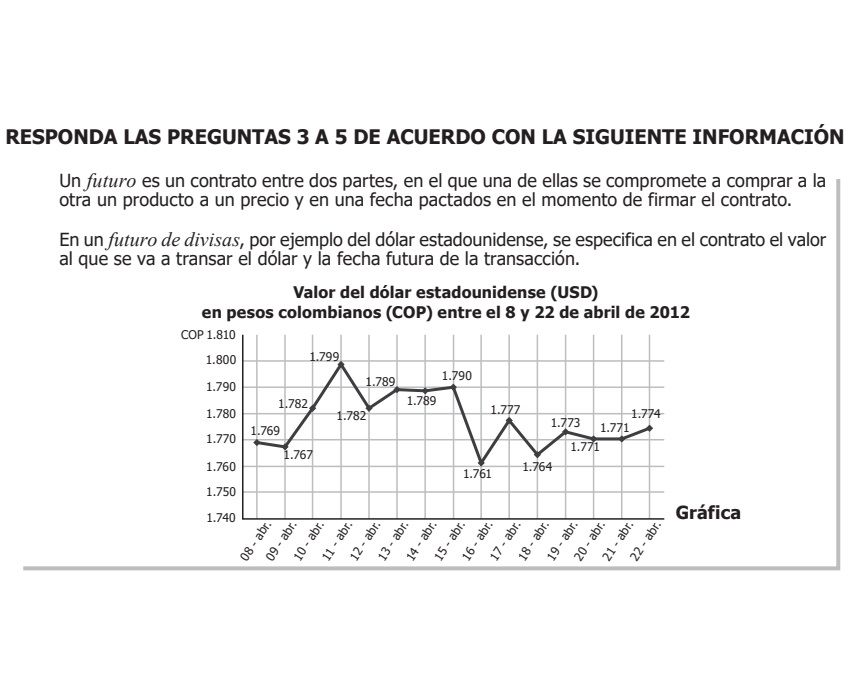 RESPONDA LAS PREGUNTAS 3 A 5 DE ACUERDO CON LA SIGUIENTE INFORMACIÓN
Un futuro es un contrato entre dos partes, en el que una de ellas se compromete a comprar a la
otra un producto a un precio y en una fecha pactados en el momento de firmar el contrato.
En un futuro de divisas, por ejemplo del dólar estadounidense, se especifica en el contrato el valor
al que se va a transar el dólar y la fecha futura de la transacción.
Valor del dólar estadounidense (USD)
en pesos colombianos (COP) entre el 8 y 22 de abril de 2012
COP 1.810
1.800
1.790
1.780
1.770
1.760
1.750
1.740
1.769
1.767
1.782
1.799
1.782
1.789
1.789
1.790
1.761
1.777
1.764
1.773
1.771
1.771
1.774
Gráfica
08 - abr.
09 - abr.
10 - abr.
11 - abr.
12 - abr.
13 - abr.
14 - abr.
15 - abr.
16 - abr.
17 - abr.
18 - abr.
19 - abr.
20 - abr.
21 - abr.
22 - abr.